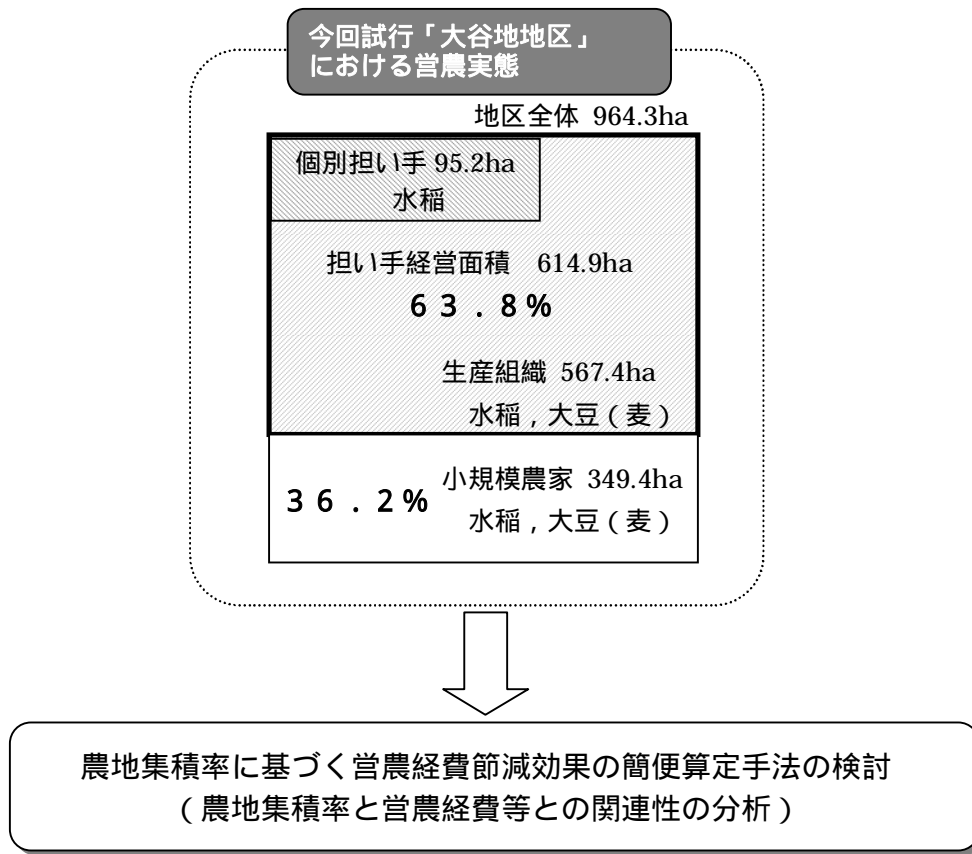 今回試行「大谷地地区」
における営農実態
地区全体 964.3ha
個別担い手 95.2ha
水稲
担い手経営面積 614.9ha
63.8%
生産組織 567.4ha
水稲,大豆(麦)
36.2%
小規模農家 349.4ha
水稲,大豆(麦)
農地集積率に基づく営農経費節減効果の簡便算定手法の検討
(農地集積率と営農経費等との関連性の分析)